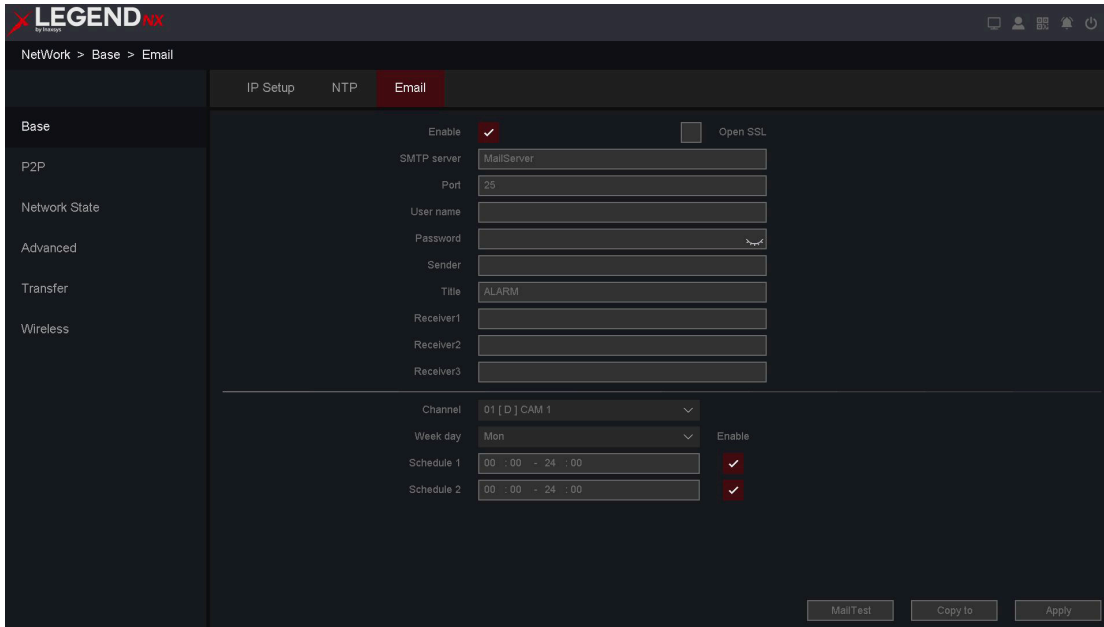 LEGEND NX
by Inaxsys
NetWork > Base > Email
IP Setup NTP Email
Base
P2P
Network State
Advanced
Transfer
Wireless
Enable Open SSL
SMTP server MailServer
Port 25
User name
Password
Sender
Title ALARM
Receiver1
Receiver2
Receiver3
Channel 01 [ D ] CAM 1
Week day Mon Enable
Schedule 1 00 : 00 - 24 : 00
Schedule 2 00 : 00 - 24 : 00
MailTest Copy to Apply